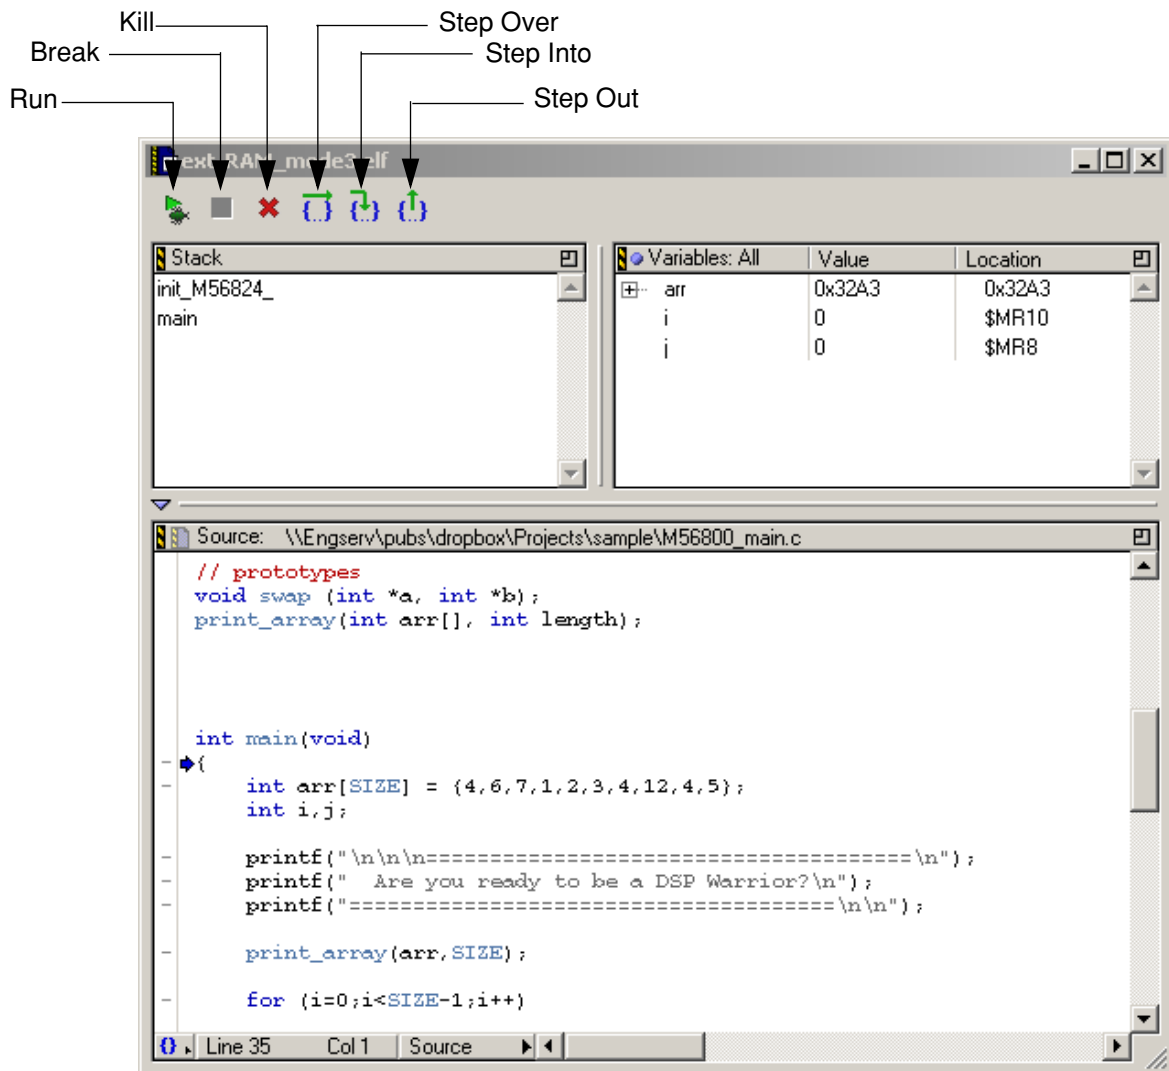 Kill
Step Over
Break
Step Into
Run
Step Out
ext_RAM_mode3.elf
Stack
init_M56824_
main
Variables: All Value Location
arr 0x32A3 0x32A3
i 0 $MR10
j 0 $MR8
Source: \\Engserv\pubs\dropbox\Projects\sample\M56800_main.c
// prototypes
void swap (int *a, int *b);
print_array(int arr[], int length);
int main(void)
{
int arr[SIZE] = {4,6,7,1,2,3,4,12,4,5};
int i,j;
printf("\n\n\n======================================\n");
printf("  Are you ready to be a DSP Warrior?\n");
printf("======================================\n\n");
print_array(arr,SIZE);
for (i=0;i<SIZE-1;i++)
Line 35 Col 1 Source